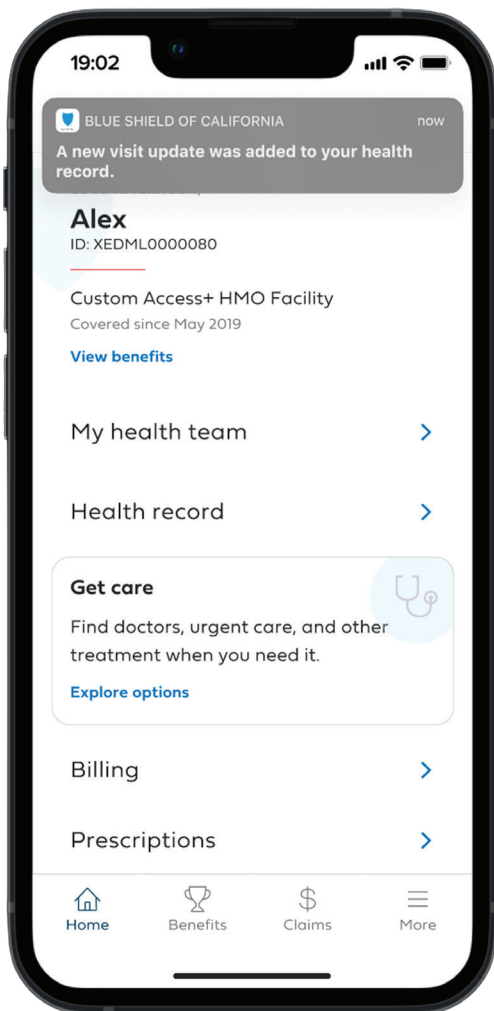 19:02
BLUE SHIELD OF CALIFORNIA
now
A new visit update was added to your health
record.
Alex
ID: XEDML0000080
Custom Access+ HMO Facility
Covered since May 2019
View benefits
My health team
Health record
Get care
Find doctors, urgent care, and other
treatment when you need it.
Explore options
Billing
Prescriptions
Home
Benefits
Claims
More